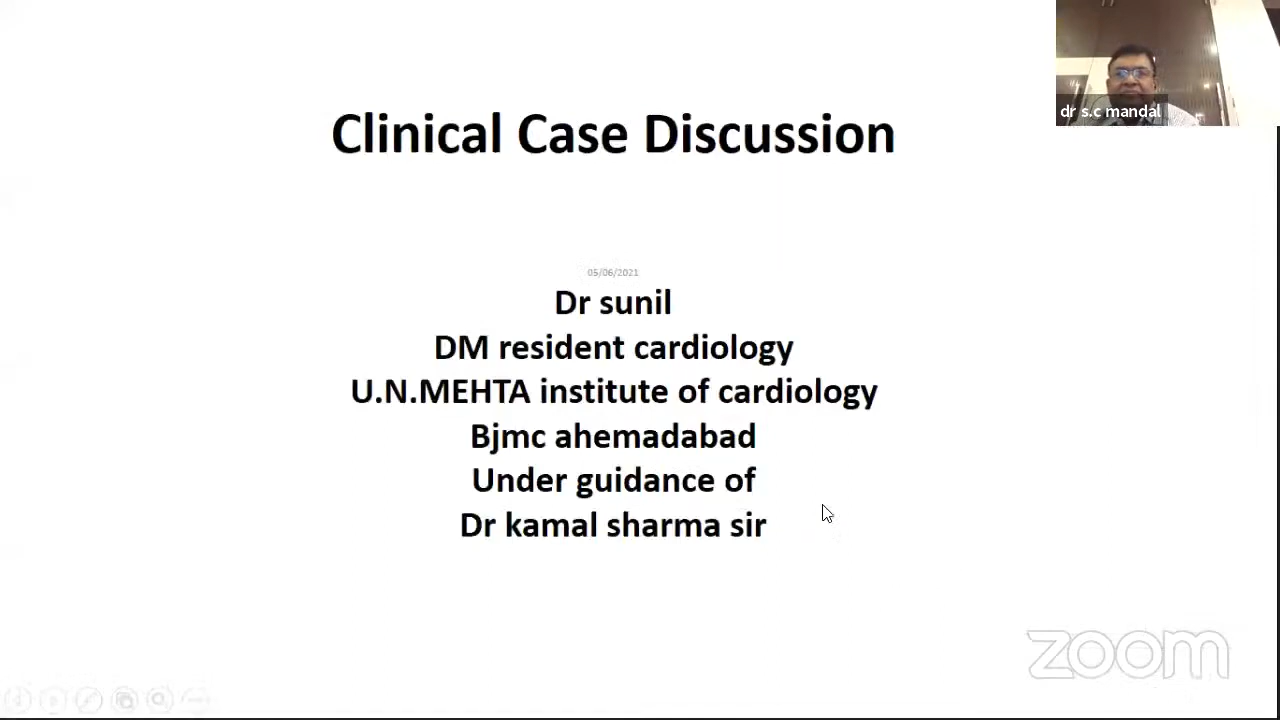 dr s.c mandal
Clinical Case Discussion
05/06/2021
Dr sunil
DM resident cardiology
U.N.MEHTA institute of cardiology
Bjmc ahemadabad
Under guidance of
Dr kamal sharma sir
zoom